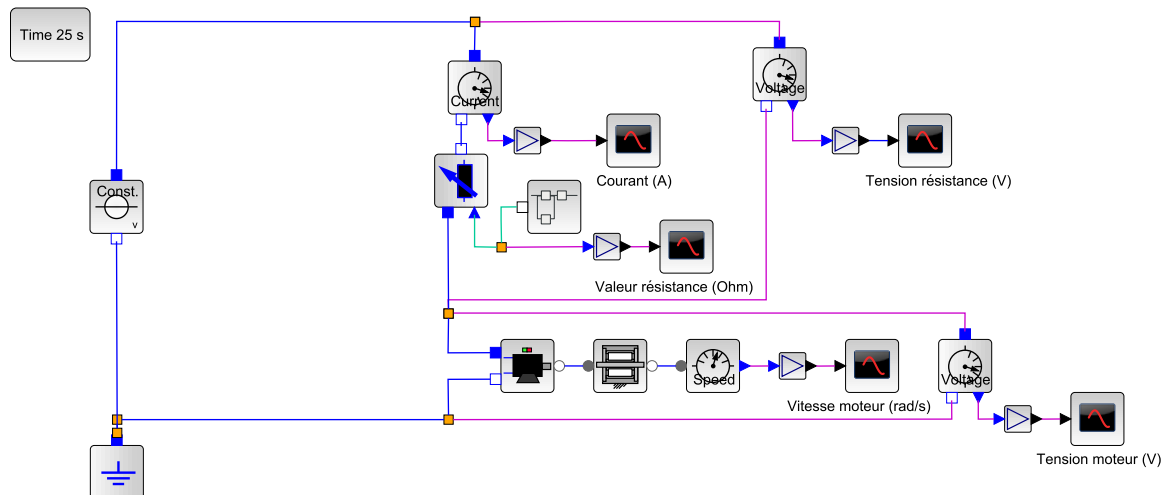 Time 25 s
Current
Voltage
Courant (A)
Tension résistance (V)
Const.
v
Valeur résistance (Ohm)
Speed
Voltage
Vitesse moteur (rad/s)
Tension moteur (V)